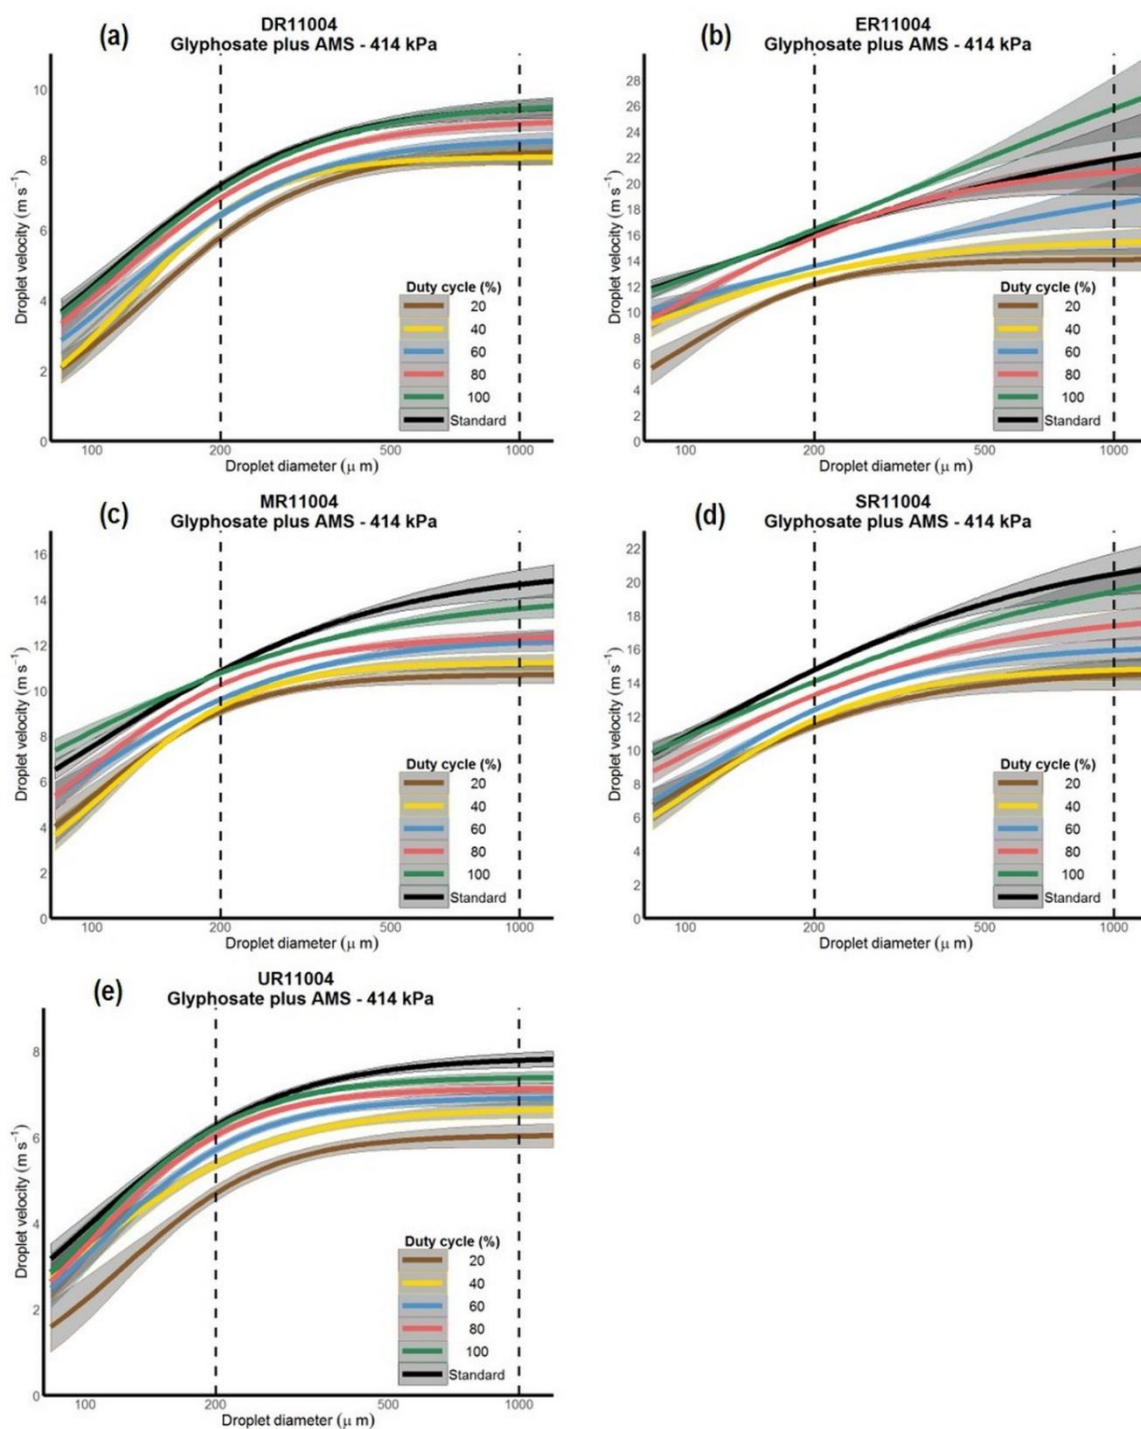 (a)
DR11004
Glyphosate plus AMS - 414 kPa
Droplet velocity (m s⁻¹)
10
8
6
4
2
0
Duty cycle (%)
20
40
60
80
100
Standard
100 200 500 1000
Droplet diameter (μ m)
(b)
ER11004
Glyphosate plus AMS - 414 kPa
Droplet velocity (m s⁻¹)
28
26
24
22
20
18
16
14
12
10
8
6
4
2
0
Duty cycle (%)
20
40
60
80
100
Standard
100 200 500 1000
Droplet diameter (μ m)
(c)
MR11004
Glyphosate plus AMS - 414 kPa
Droplet velocity (m s⁻¹)
16
14
12
10
8
6
4
2
0
Duty cycle (%)
20
40
60
80
100
Standard
100 200 500 1000
Droplet diameter (μ m)
(d)
SR11004
Glyphosate plus AMS - 414 kPa
Droplet velocity (m s⁻¹)
22
20
18
16
14
12
10
8
6
4
2
0
Duty cycle (%)
20
40
60
80
100
Standard
100 200 500 1000
Droplet diameter (μ m)
(e)
UR11004
Glyphosate plus AMS - 414 kPa
Droplet velocity (m s⁻¹)
8
6
4
2
0
Duty cycle (%)
20
40
60
80
100
Standard
100 200 500 1000
Droplet diameter (μ m)